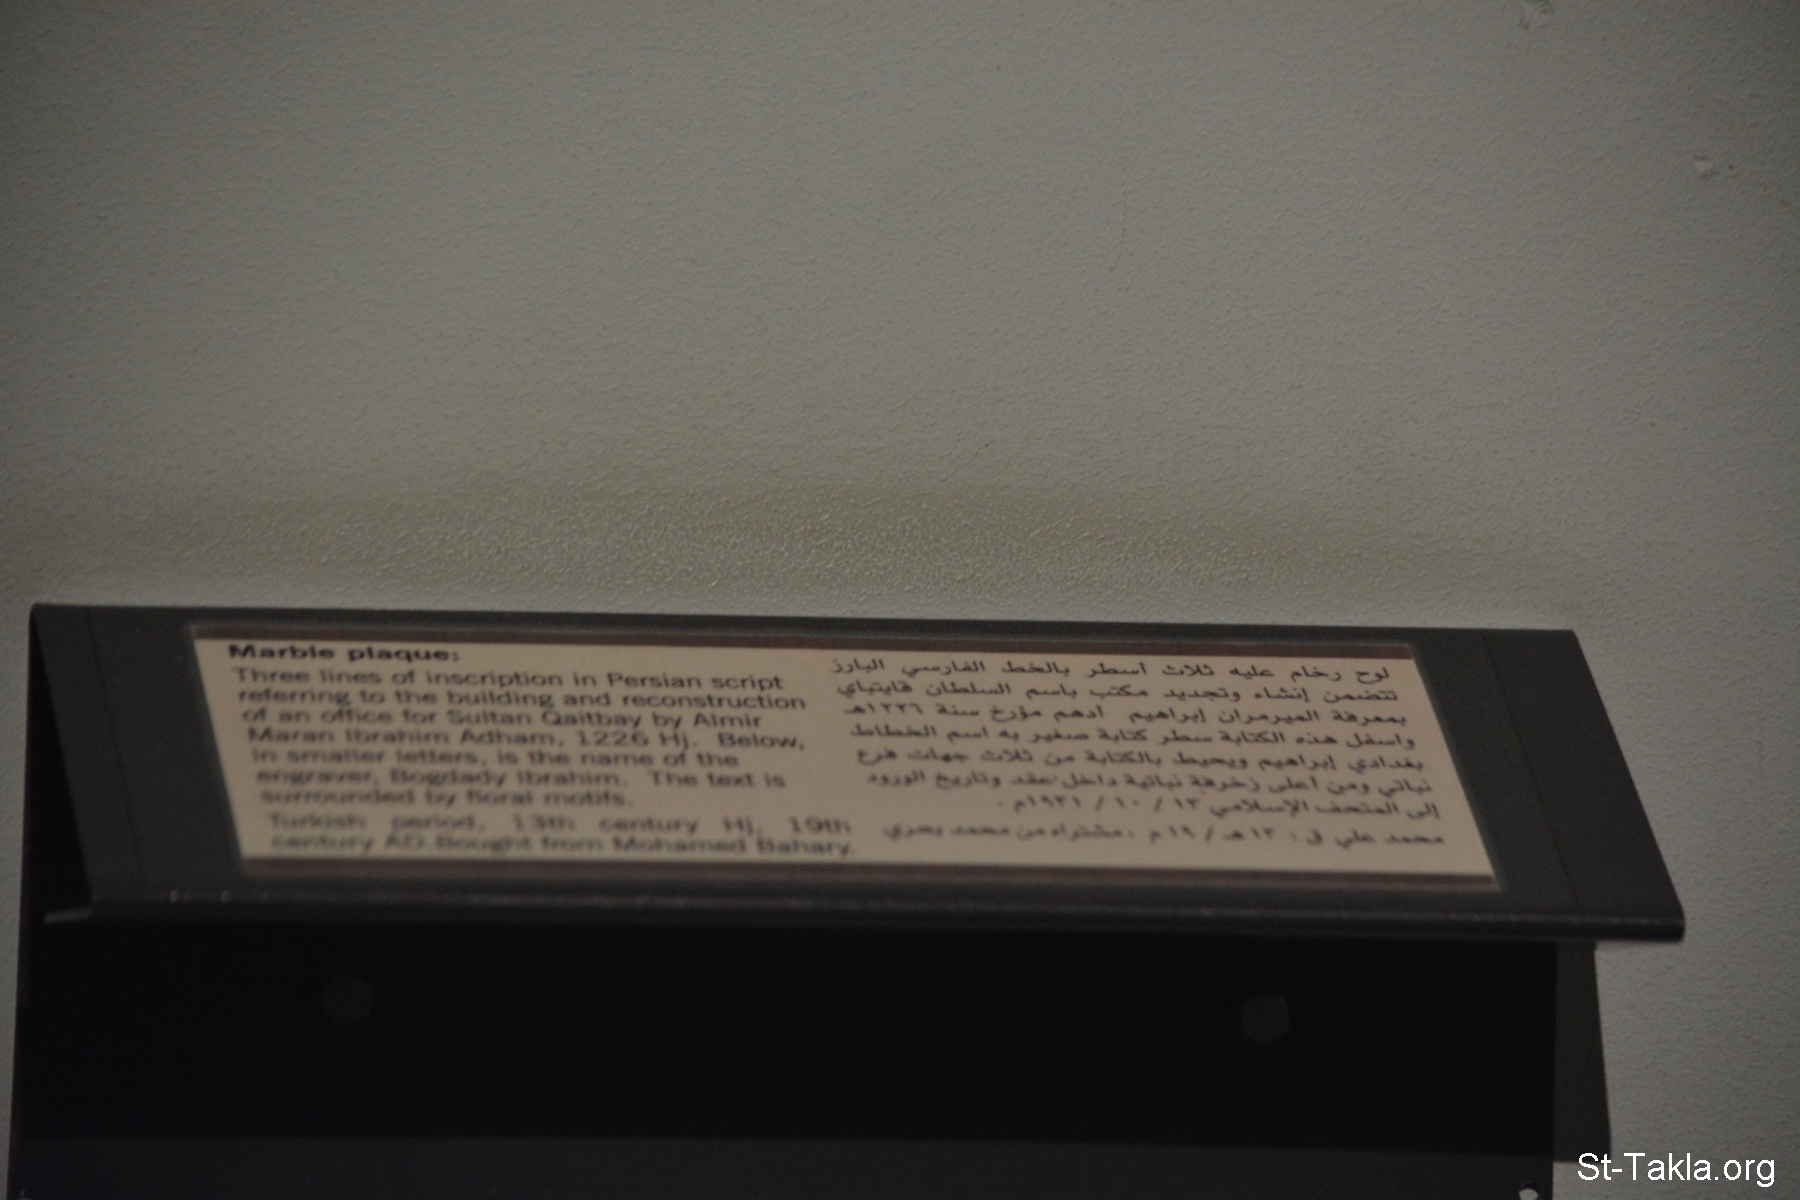 Marble plaque:
Three lines of inscription in Persian script
referring to the building and reconstruction
of an office for Sultan Qaitbay by Almir
Maran Ibrahim Adham, 1226 Hj. Below,
in smaller letters, is the name of the
engraver, Bogdady Ibrahim. The text is
surrounded by floral motifs.
Turkish period, 13th century Hj, 19th
century AD.Bought from Mohamed Bahary.
لوح رخام عليه ثلاث أسطر بالخط الفارسي البارز
تتضمن إنشاء وتجديد مكتب باسم السلطان قايتباي
بمعرفة الميرمران إبراهيم أدهم مؤرخ سنة ١٢٢٦هـ
واسفل هذه الكتابة سطر كتابة صغير به اسم الخطاط
بغدادي إبراهيم ويحيط بالكتابة من ثلاث جهات فرع
نباتي ومن أعلى زخرفة نباتية داخل عقد وتاريخ الورود
إلى المتحف الإسلامي ١٣ / ١٠ / ١٩٢١م .
محمد علي ق : ١٣هـ / ١٩م . مشتراه من محمد بحري
St-Takla.org